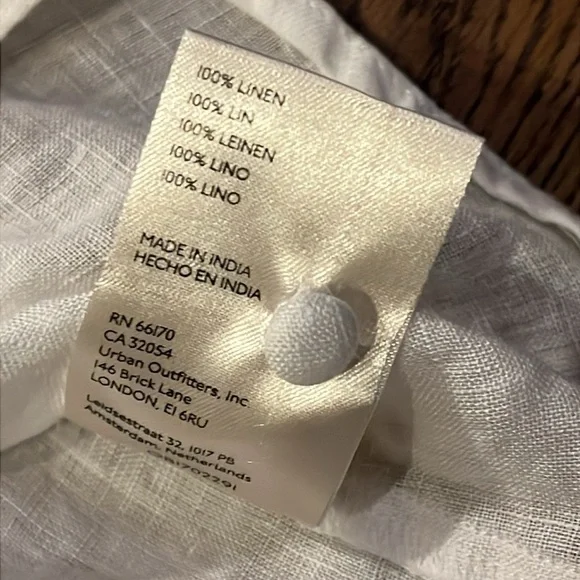 100% LINEN
100% LIN
100% LEINEN
100% LINO
100% LINO
MADE IN INDIA
HECHO EN INDIA
RN 66170
CA 32054
Urban Outfitters, Inc.
146 Brick Lane
LONDON, E1 6RU
Leidsestraat 32, 1017 PB
Amsterdam, Netherlands